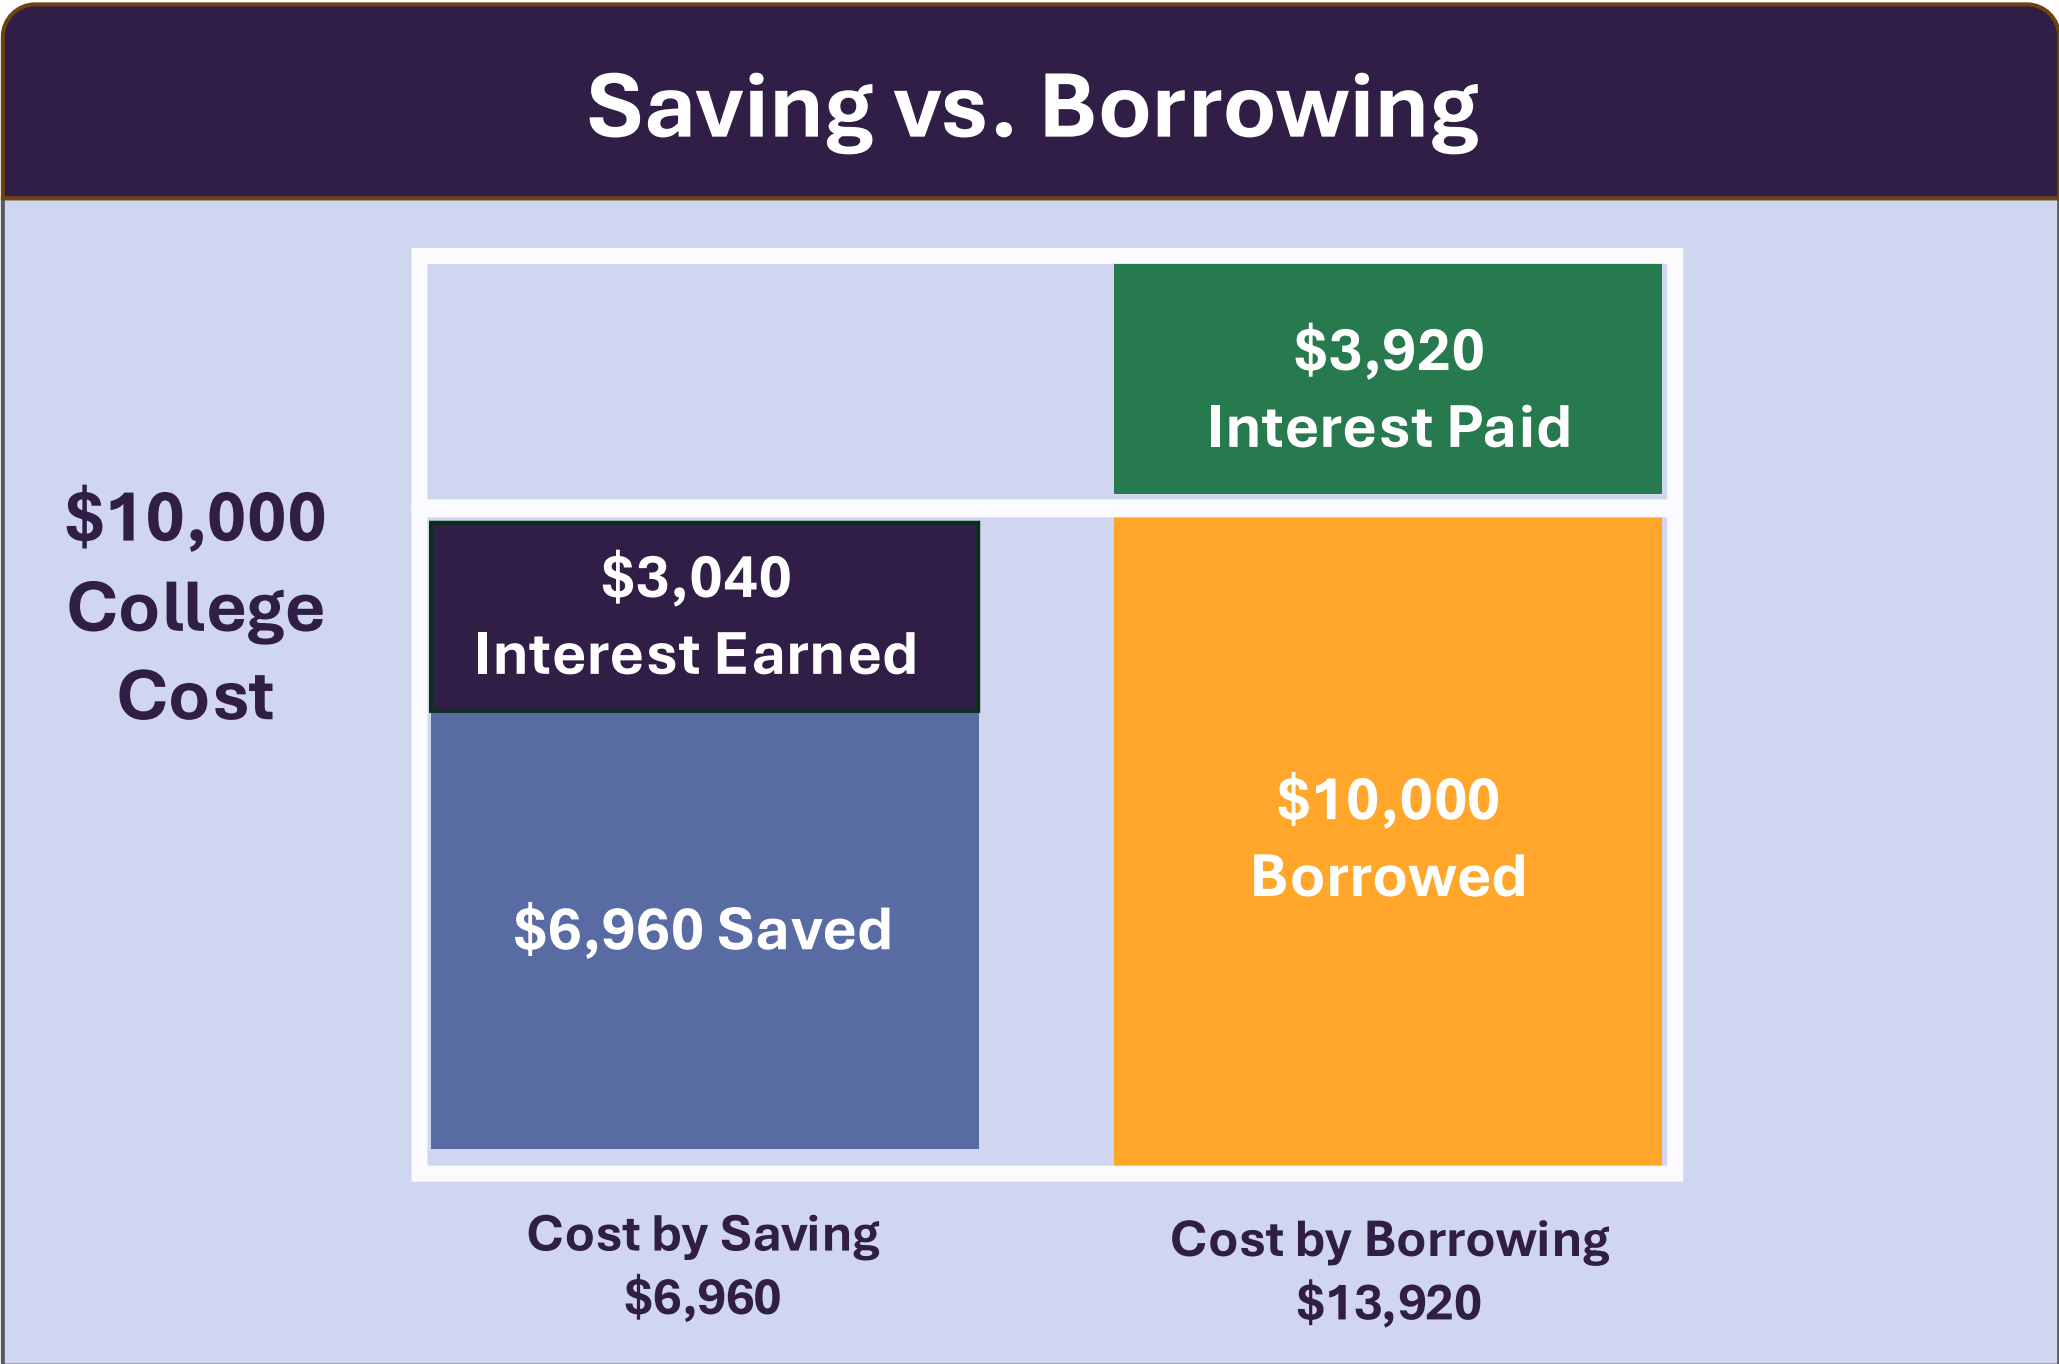 Saving vs. Borrowing
$10,000
College
Cost
$3,920
Interest Paid
$3,040
Interest Earned
$6,960 Saved
$10,000
Borrowed
Cost by Saving
$6,960
Cost by Borrowing
$13,920